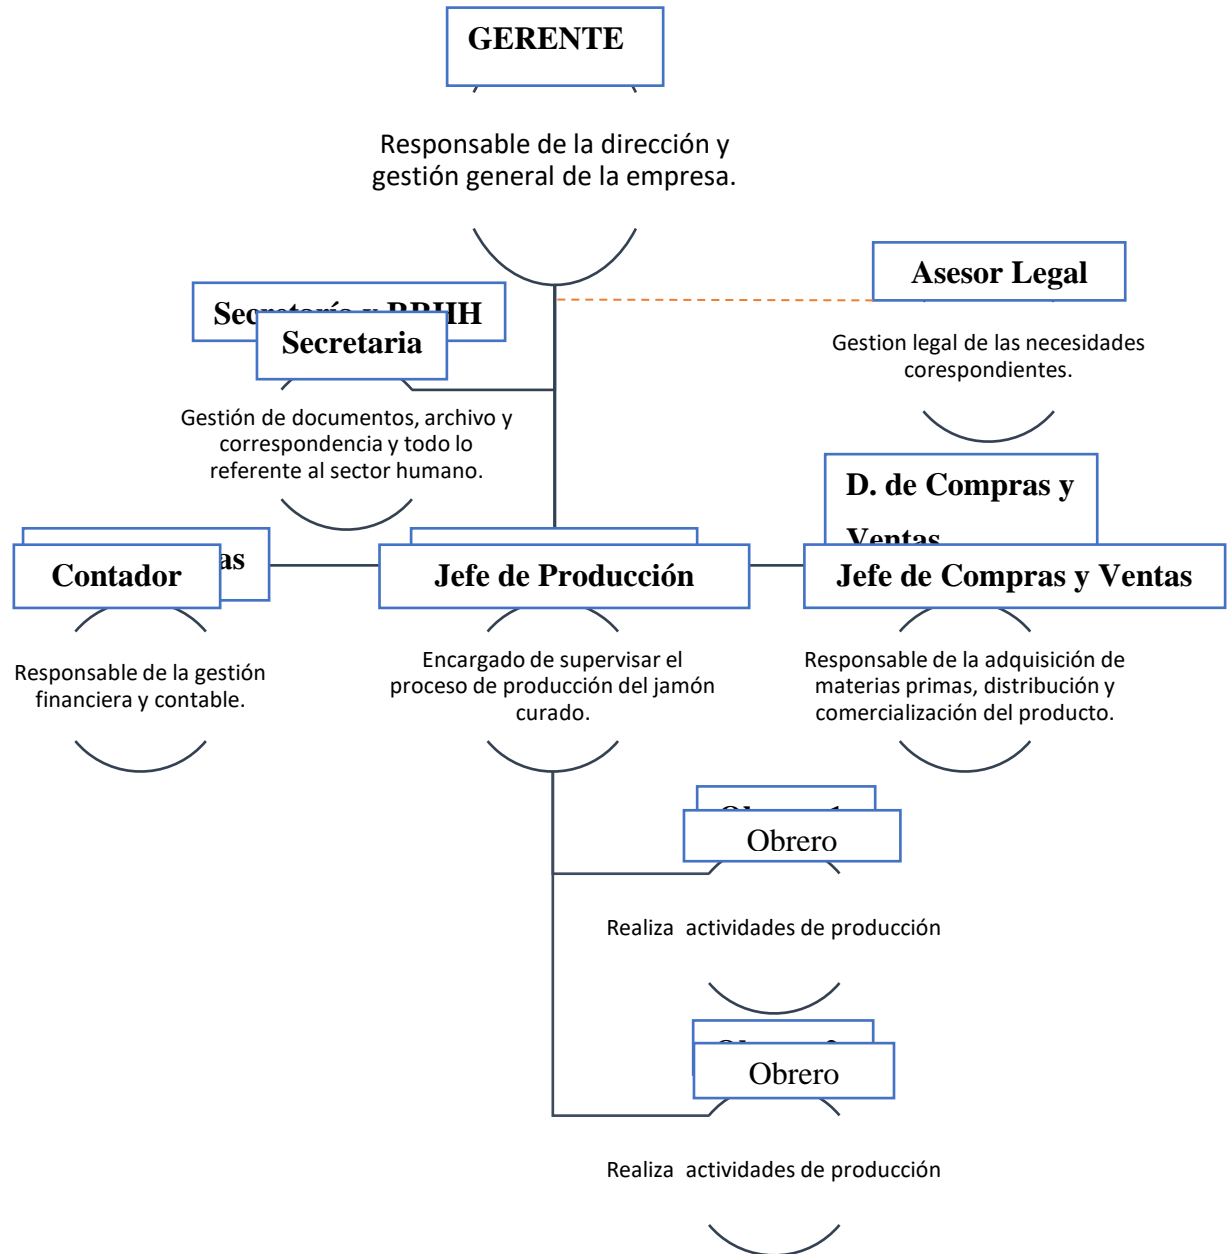 GERENTE
Responsable de la dirección y
gestión general de la empresa.
Asesor Legal
Gestion legal de las necesidades
corespondientes.
Secretaria
Gestión de documentos, archivo y
correspondencia y todo lo
referente al sector humano.
D. de Compras y
Ventas
as
Contador
Jefe de Producción
Jefe de Compras y Ventas
Responsable de la gestión
financiera y contable.
Encargado de supervisar el
proceso de producción del jamón
curado.
Responsable de la adquisición de
materias primas, distribución y
comercialización del producto.
Obrero
Realiza actividades de producción
Obrero
Realiza actividades de producción